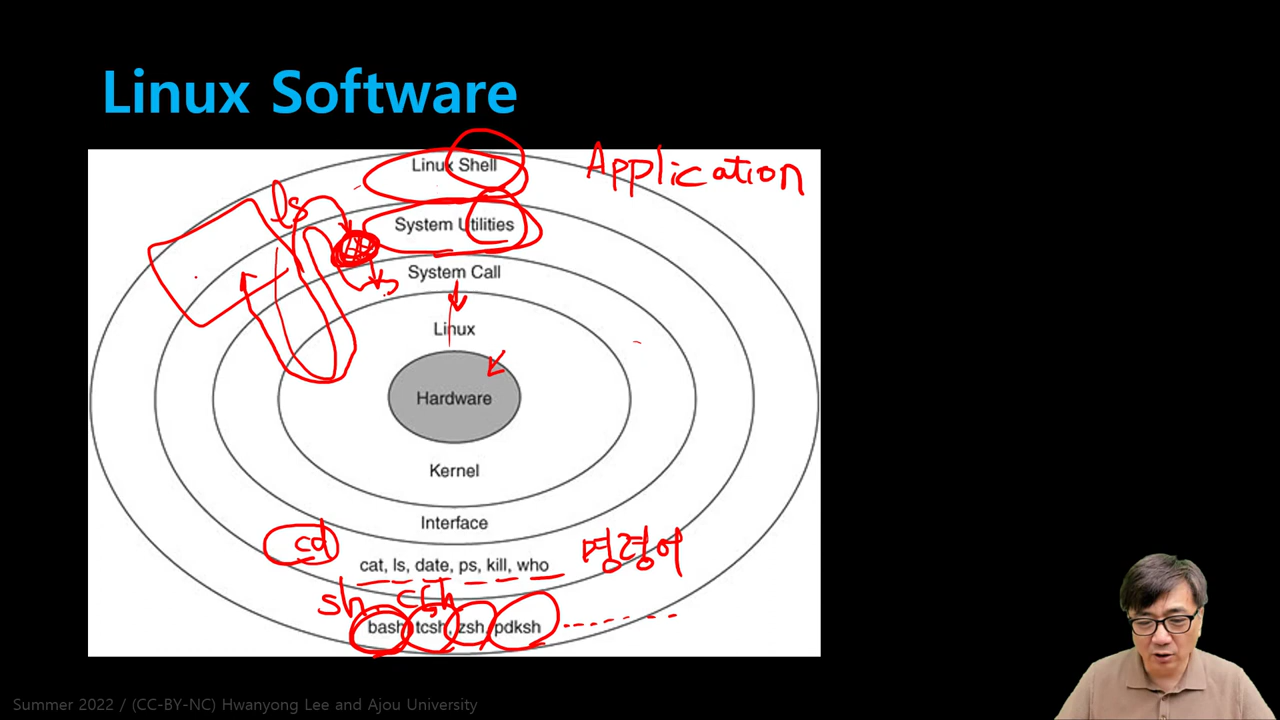 Linux Software
Linux Shell
Application
ls
System Utilities
System Call
Linux
Hardware
Kernel
Interface
cd
cat, ls, date, ps, kill, who
명령어
sh csh
bash, tcsh, zsh, pdksh
Summer 2022 / (CC-BY-NC) Hwanyong Lee and Ajou University